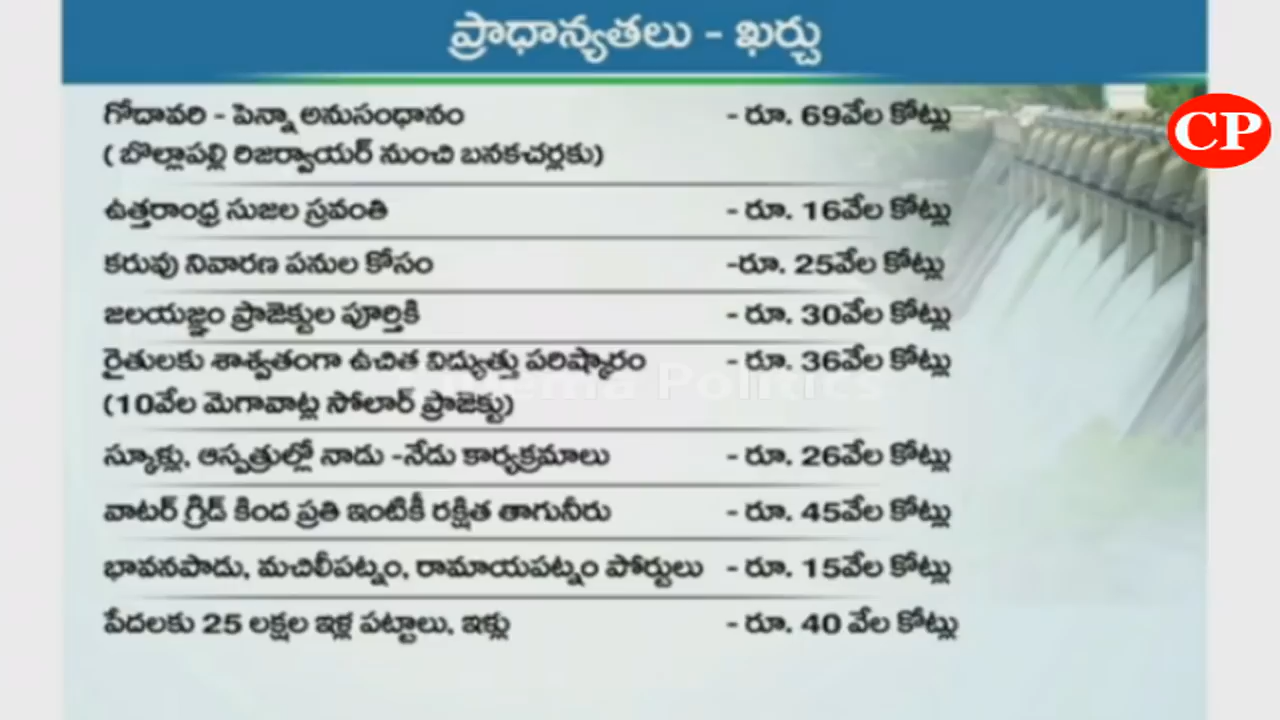 ప్రాధాన్యతలు - ఖర్చు
CP
గోదావరి - పెన్నా అనుసంధానం - రూ. 69వేల కోట్లు
( బొల్లాపల్లి రిజర్వాయర్ నుంచి బనకచర్లకు)
ఉత్తరాంధ్ర సుజల స్రవంతి - రూ. 16వేల కోట్లు
కరువు నివారణ పనుల కోసం -రూ. 25వేల కోట్లు
జలయజ్ఞం ప్రాజెక్టుల పూర్తికి - రూ. 30వేల కోట్లు
రైతులకు శాశ్వతంగా ఉచిత విద్యుత్తు పరిష్కారం - రూ. 36వేల కోట్లు
Politics
(10వేల మెగావాట్ల సోలార్ ప్రాజెక్టు)
స్కూళ్లు, ఆస్పత్రుల్లో నాడు -నేడు కార్యక్రమాలు - రూ. 26వేల కోట్లు
వాటర్ గ్రిడ్ కింద ప్రతి ఇంటికీ రక్షిత తాగునీరు - రూ. 45వేల కోట్లు
భావనపాడు, మచిలీపట్నం, రామాయపట్నం పోర్టులు - రూ. 15వేల కోట్లు
పేదలకు 25 లక్షల ఇళ్ల పట్టాలు, ఇళ్లు - రూ. 40 వేల కోట్లు